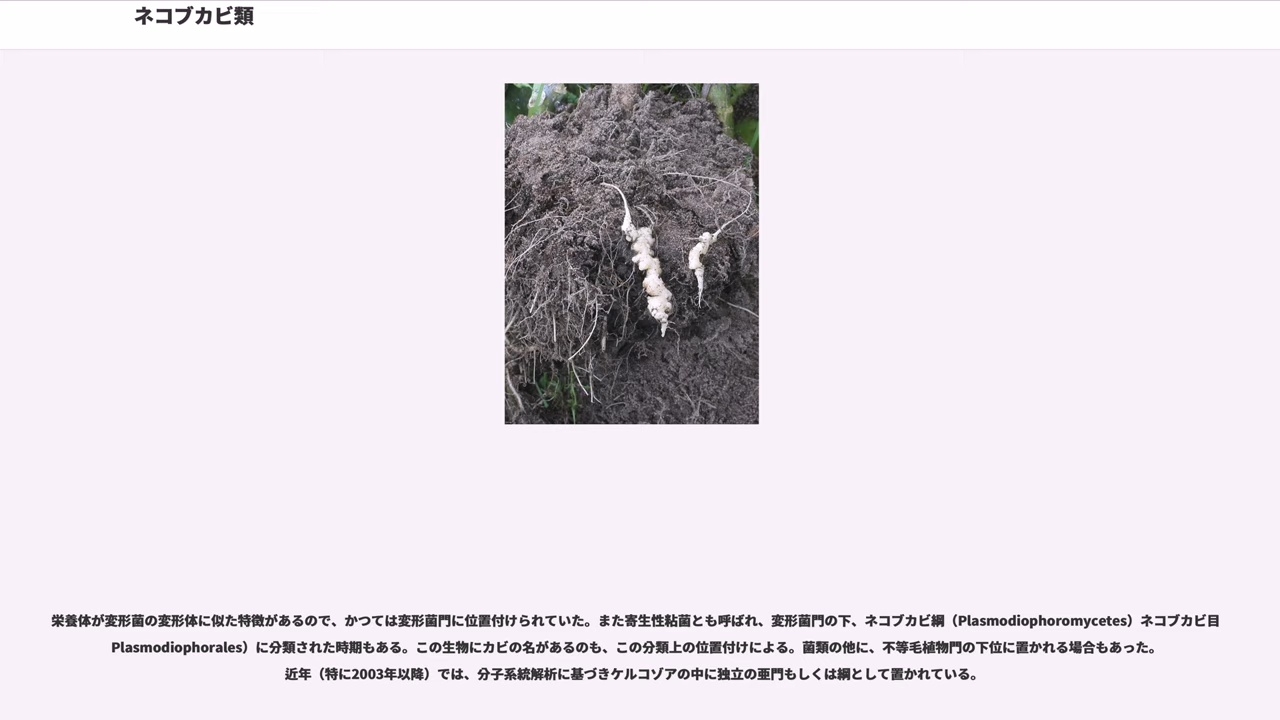 ネコブカビ類
栄養体が変形菌の変形体に似た特徴があるので、かつては変形菌門に位置付けられていた。また寄生性粘菌とも呼ばれ、変形菌門の下、ネコブカビ綱（Plasmodiophoromycetes）ネコブカビ目
Plasmodiophorales）に分類された時期もある。この生物にカビの名があるのも、この分類上の位置付けによる。菌類の他に、不等毛植物門の下位に置かれる場合もあった。
近年（特に2003年以降）では、分子系統解析に基づきケルコゾアの中に独立の亜門もしくは綱として置かれている。